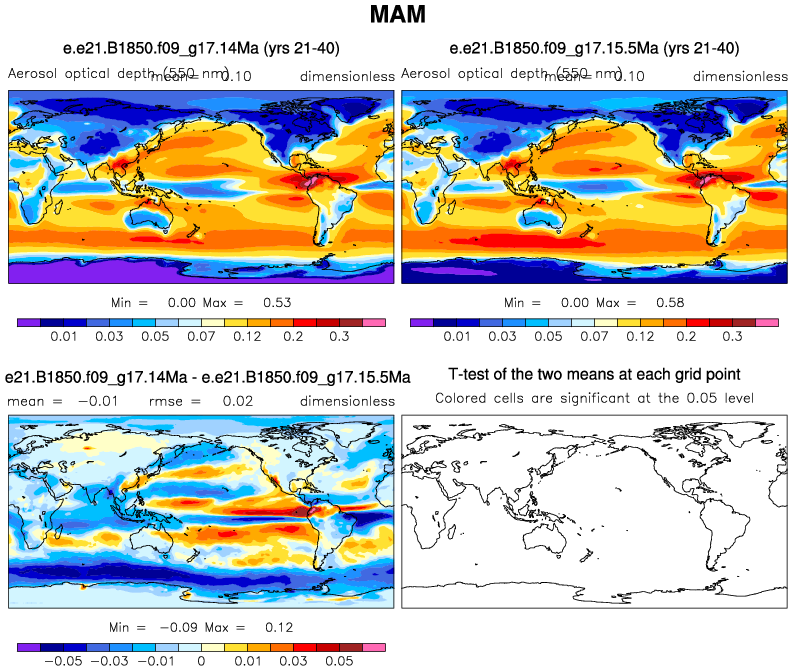 MAM
e.e21.B1850.f09_g17.14Ma (yrs 21-40)
Aerosol optical depth (550 nm) mean= 0.10 dimensionless
Min = 0.00 Max = 0.53
0.01 0.03 0.05 0.07 0.12 0.2 0.3
e.e21.B1850.f09_g17.15.5Ma (yrs 21-40)
Aerosol optical depth (550 nm) mean= 0.10 dimensionless
Min = 0.00 Max = 0.58
0.01 0.03 0.05 0.07 0.12 0.2 0.3
e21.B1850.f09_g17.14Ma - e.e21.B1850.f09_g17.15.5Ma
mean = -0.01 rmse = 0.02 dimensionless
Min = -0.09 Max = 0.12
-0.05 -0.03 -0.01 0 0.01 0.03 0.05
T-test of the two means at each grid point
Colored cells are significant at the 0.05 level